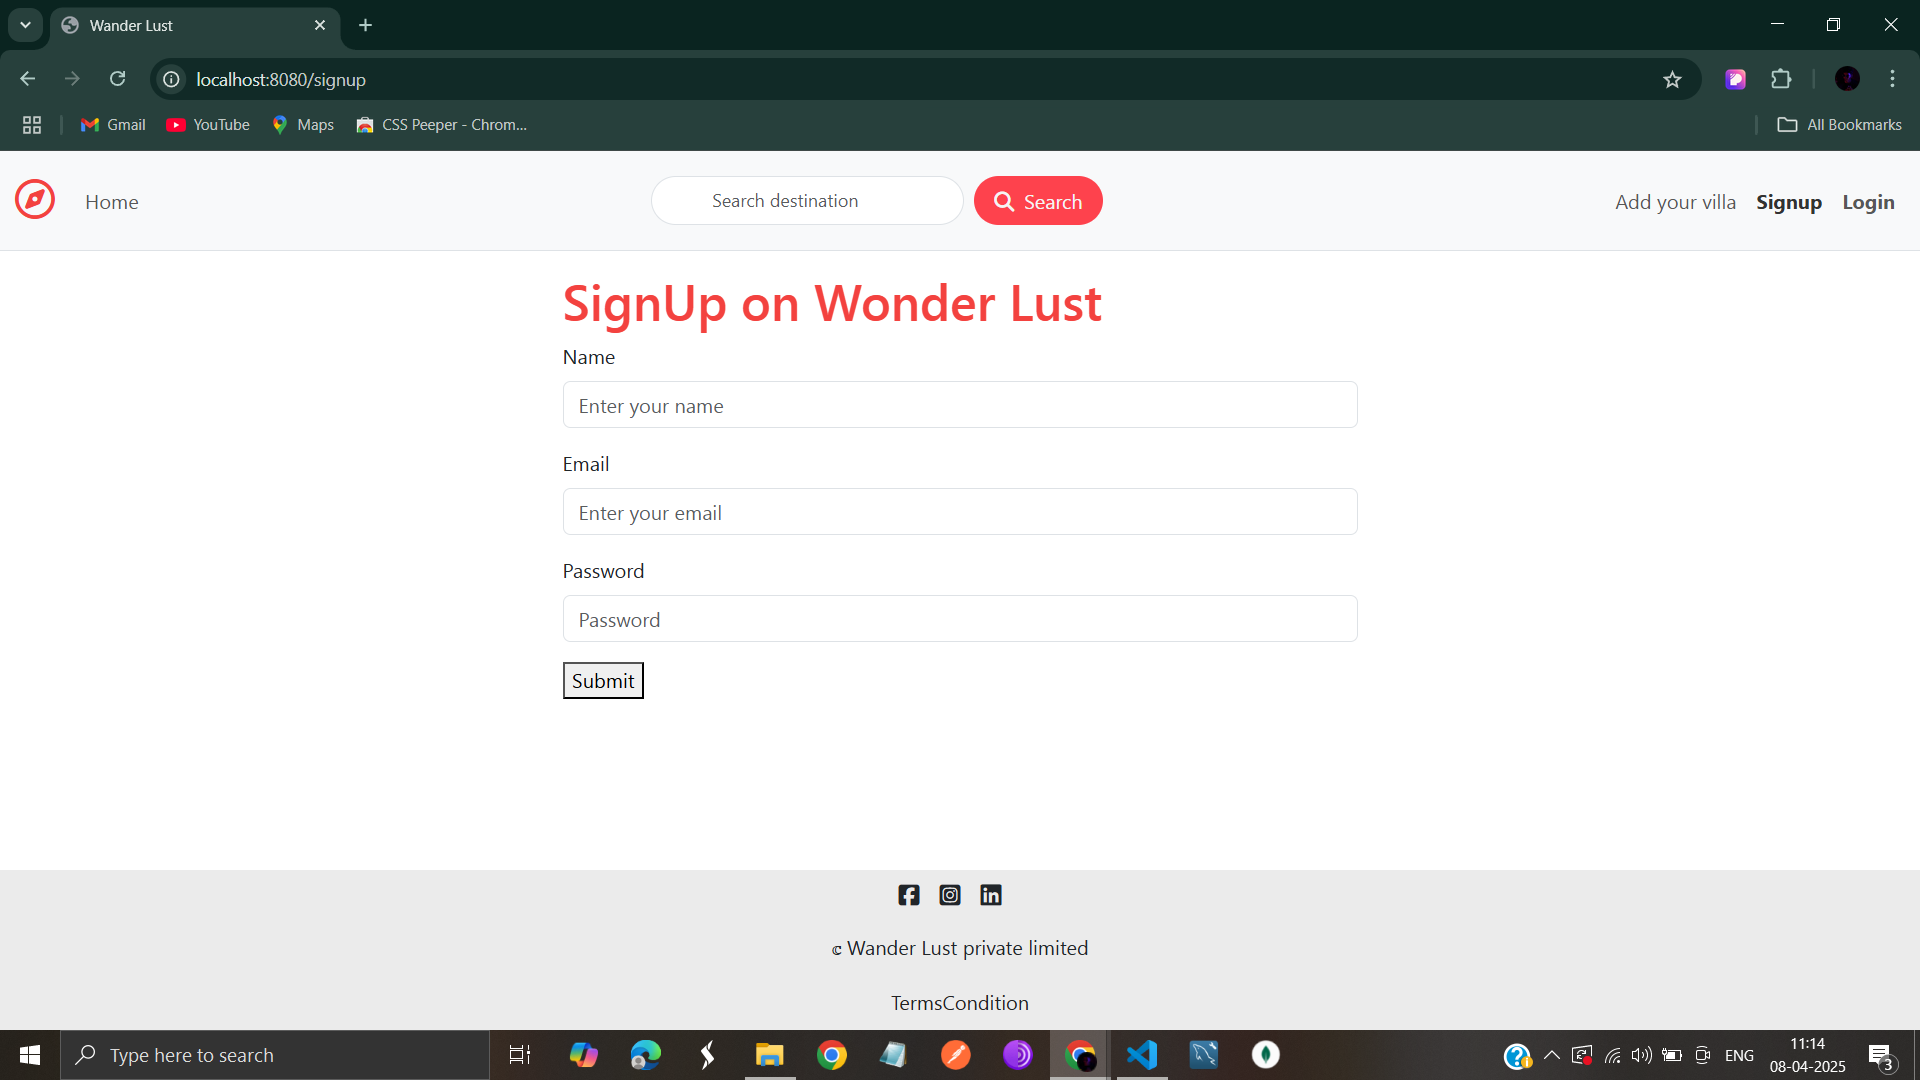 Wander Lust
localhost:8080/signup
Gmail YouTube Maps CSS Peeper - Chrom... All Bookmarks
Home Search destination Search Add your villa Signup Login
SignUp on Wonder Lust
Name
Enter your name
Email
Enter your email
Password
Password
Submit
© Wander Lust private limited
TermsCondition
Type here to search ENG 11:14
08-04-2025 3